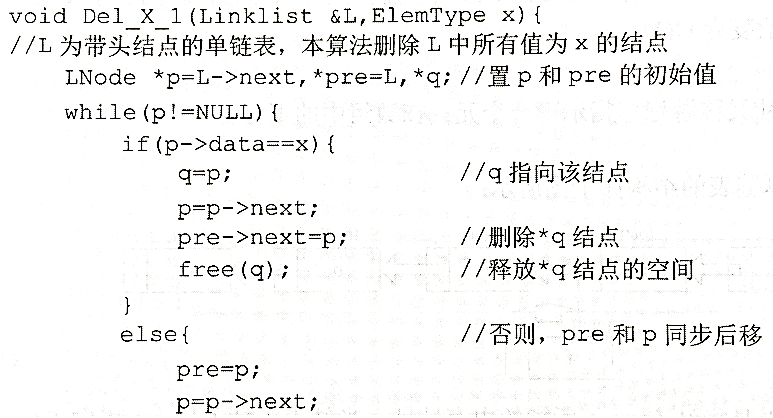 void Del_X_1(Linklist &L,ElemType x){
//L 为带头结点的单链表，本算法删除 L 中所有值为 x 的结点
    LNode *p=L->next,*pre=L,*q; //置 p 和 pre 的初始值
    while(p!=NULL){
        if(p->data==x){
            q=p;                //q 指向该结点
            p=p->next;
            pre->next=p;        //删除*q 结点
            free(q);            //释放*q 结点的空间
        }
        else{                   //否则，pre 和 p 同步后移
            pre=p;
            p=p->next;